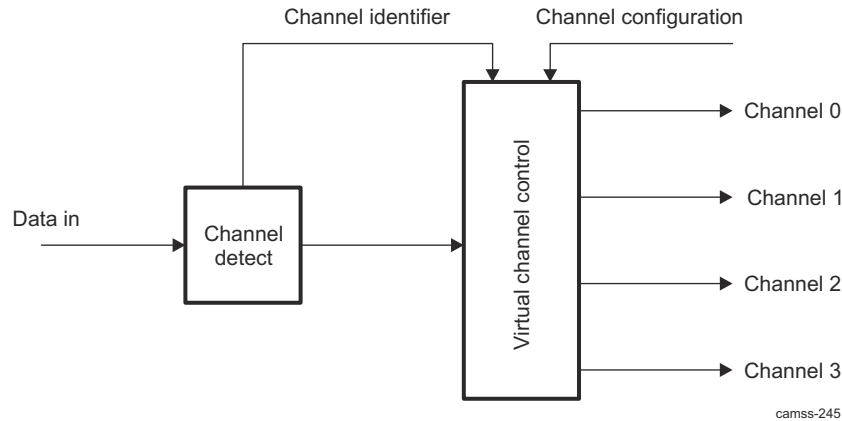 Channel identifier
Channel configuration
Channel 0
Channel 1
Data in
Channel
detect
Virtual channel control
Channel 2
Channel 3
camss-245